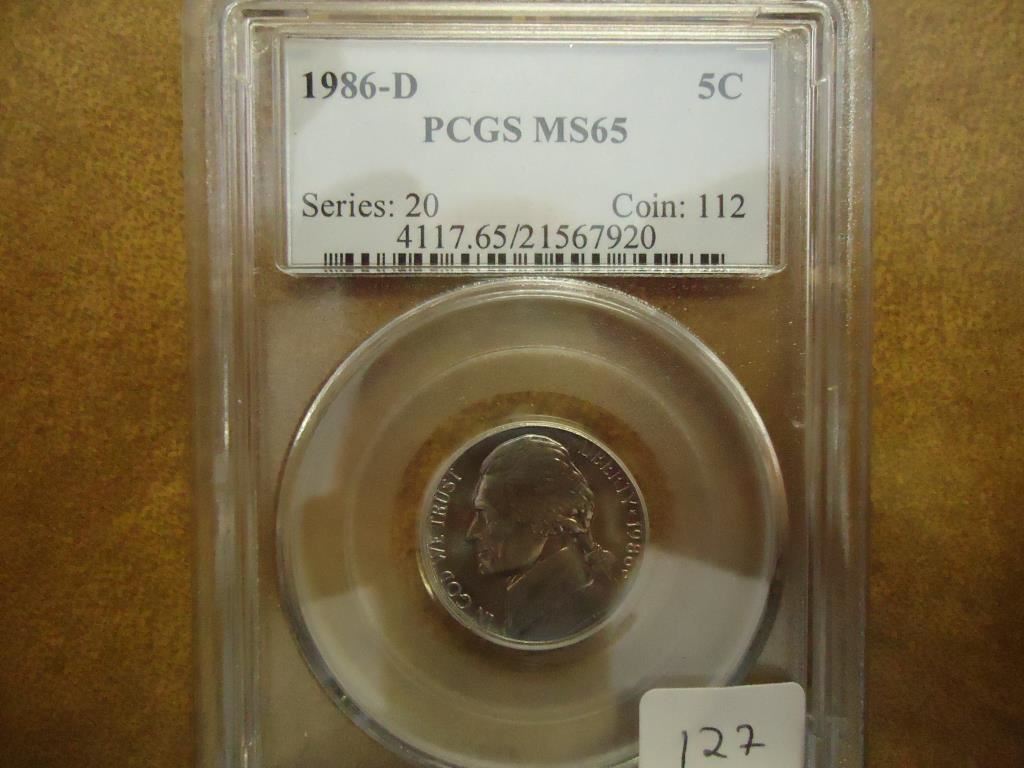 1986-D 5C
PCGS MS65
Series: 20 Coin: 112
4117.65/21567920
IN GOD WE TRUST
LIBERTY 1986
127